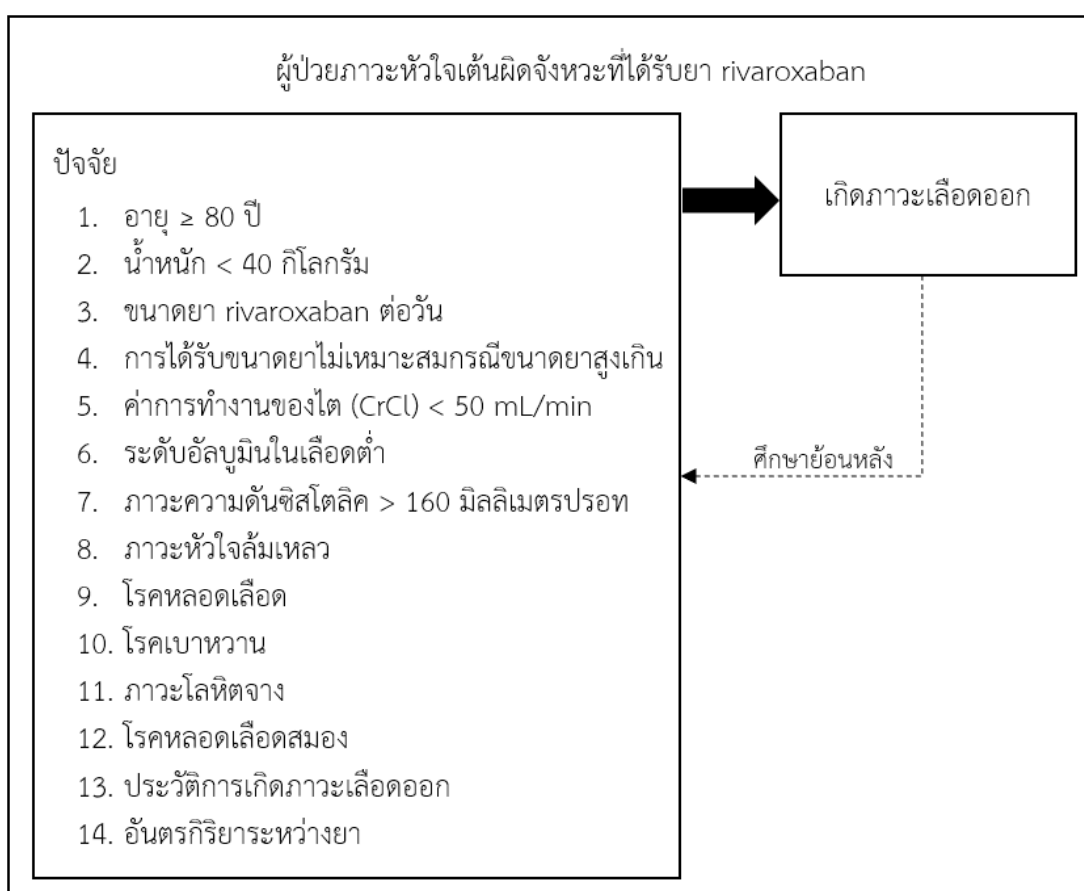 ผู้ป่วยภาวะหัวใจเต้นผิดจังหวะที่ได้รับยา rivaroxaban
ปัจจัย
1. อายุ ≥ 80 ปี
2. น้ำหนัก < 40 กิโลกรัม
3. ขนาดยา rivaroxaban ต่อวัน
4. การได้รับขนาดยาไม่เหมาะสมกรณีขนาดยาสูงเกิน
5. ค่าการทำงานของไต (CrCl) < 50 mL/min
6. ระดับอัลบูมินในเลือดต่ำ
7. ภาวะความดันซิสโตลิค > 160 มิลลิเมตรปรอท
8. ภาวะหัวใจล้มเหลว
9. โรคหลอดเลือด
10. โรคเบาหวาน
11. ภาวะโลหิตจาง
12. โรคหลอดเลือดสมอง
13. ประวัติการเกิดภาวะเลือดออก
14. อันตรกิริยาระหว่างยา
เกิดภาวะเลือดออก
ศึกษาย้อนหลัง